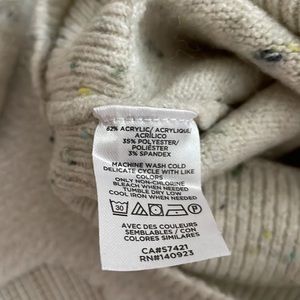 62% ACRYLIC/ ACRYLIQUE/
ACRÍLICO
35% POLYESTER/
POLIÉSTER
3% SPANDEX
MACHINE WASH COLD
DELICATE CYCLE WITH LIKE
COLORS
ONLY NON-CHLORINE
BLEACH WHEN NEEDED
TUMBLE DRY LOW
COOL IRON WHEN NEEDED
30
AVEC DES COULEURS
SEMBLABLES / CON
COLORES SIMILARES
CA#57421
RN#140923